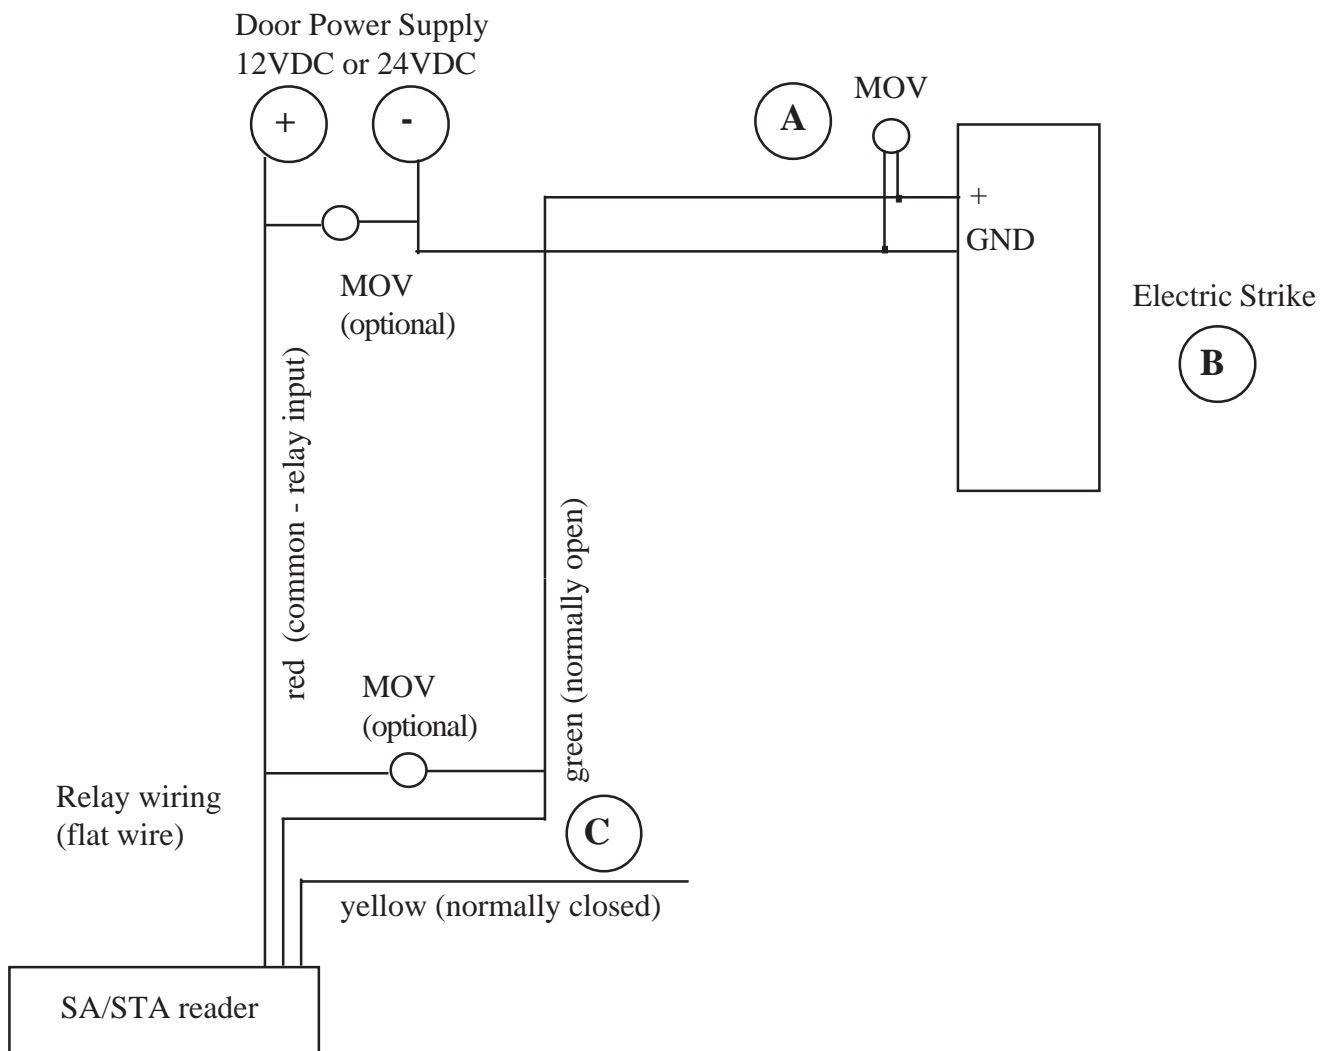 Door Power Supply
12VDC or 24VDC
+
-
A
MOV
+
GND
MOV
(optional)
Electric Strike
B
red (common - relay input)
green (normally open)
MOV
(optional)
Relay wiring
(flat wire)
C
yellow (normally closed)
SA/STA reader